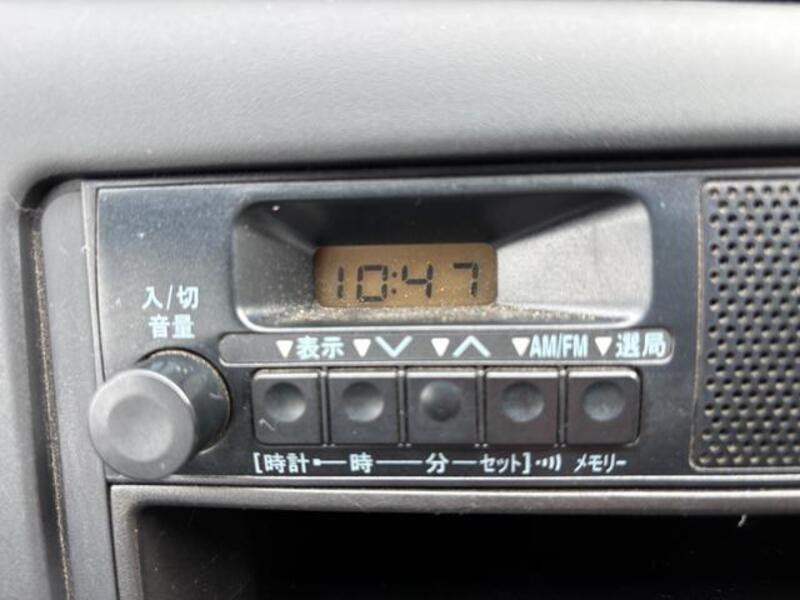 10:47
入/切
音量
▼表示 ▼∨ ▼∧ ▼AM/FM ▼選局
[時計 時 分 セット] メモリー